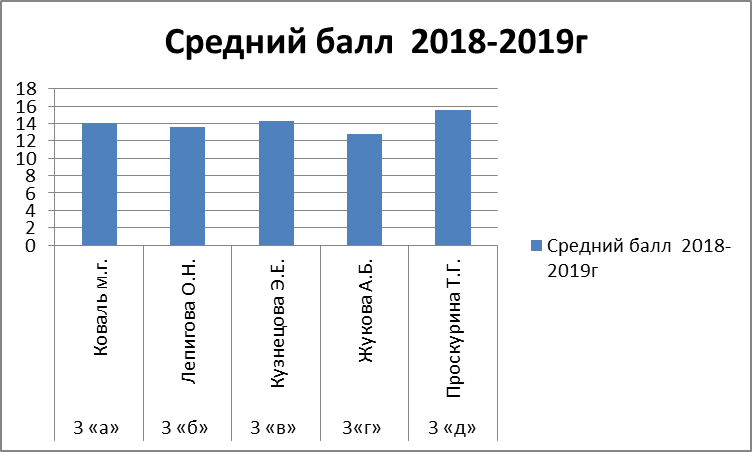 Средний балл  2018-2019г
18
16
14
12
10
8
6
4
2
0
Коваль м.г.
Лепигова О.Н.
Кузнецова Э.Е.
Жукова А.Б.
Проскурина Т.Г.
3 «а»
3 «б»
3 «в»
3«г»
3 «д»
Средний балл  2018-
2019г